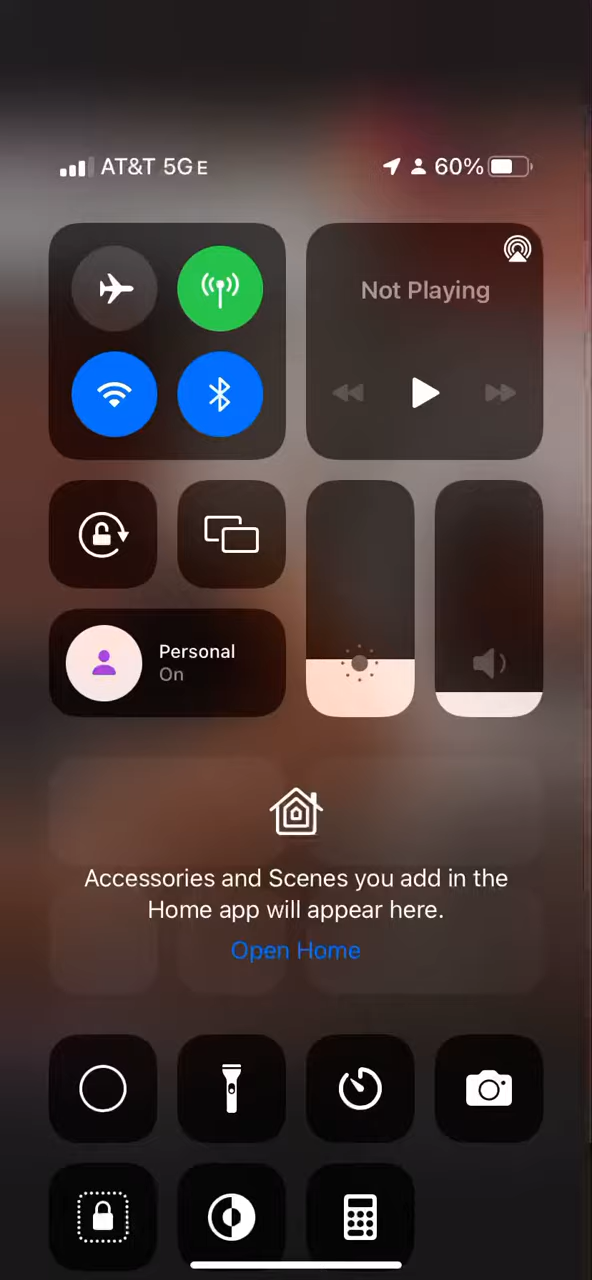 AT&T 5GE
60%
Not Playing
Personal
On
Accessories and Scenes you add in the
Home app will appear here.
Open Home